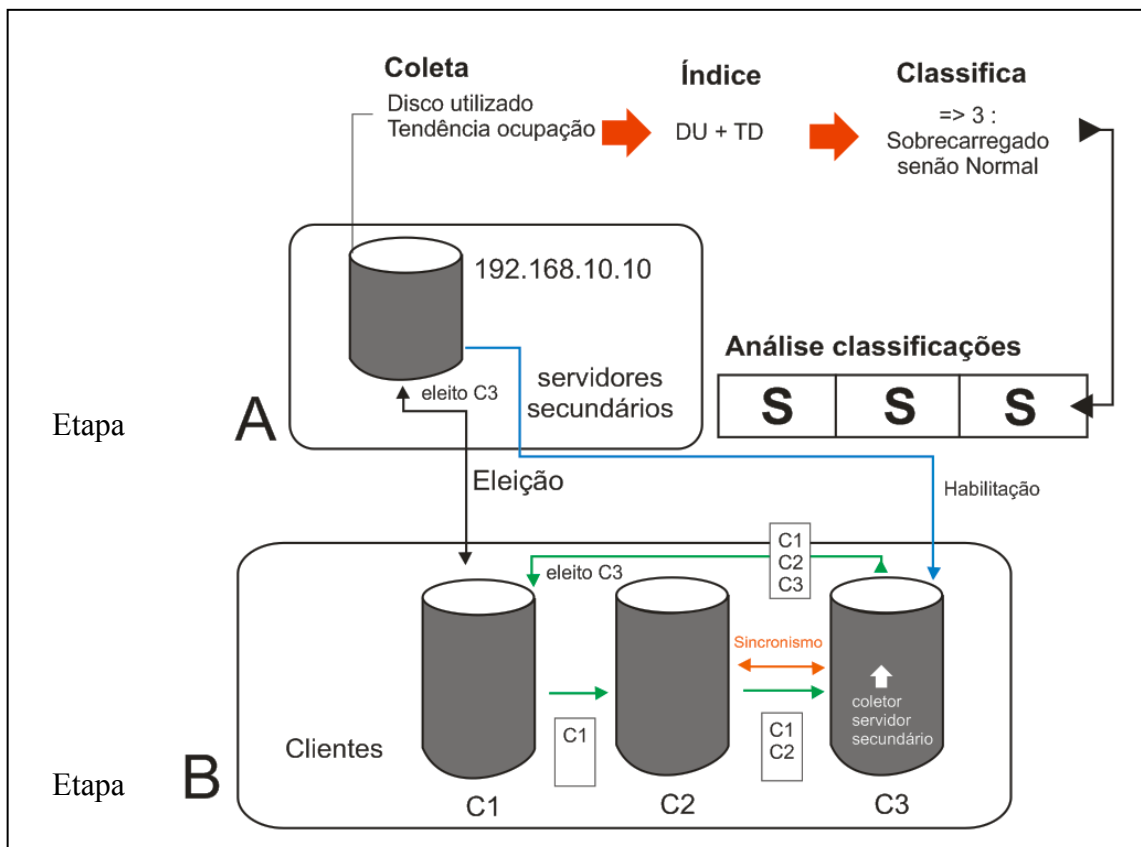 Coleta
Disco utilizado
Tendência ocupação
Índice
DU + TD
Classifica
=> 3 :
Sobrecarregado
senão Normal
192.168.10.10
servidores
secundários
eleito C3
Etapa
A
Análise classificações
S S S
Eleição
Habilitação
C1
C2
C3
eleito C3
Sincronismo
coletor
servidor
secundário
C1
C1
C2
Clientes
Etapa
B
C1
C2
C3